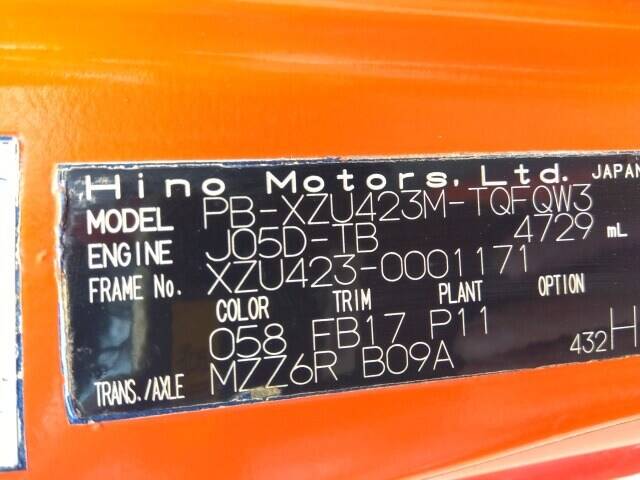 Hino Motors, Ltd. JAPAN
MODEL PB-XZU423M-TQFQW3
ENGINE J05D-TB 4729 mL
FRAME No. XZU423-0001171
COLOR TRIM PLANT OPTION
058 FB17 P11
TRANS./AXLE MZZ6R B09A 432H